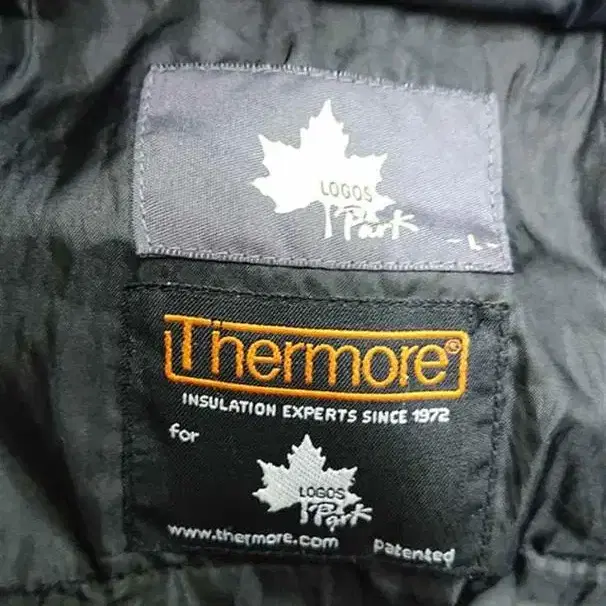 LOGOS
Park
-L-
Thermore®
INSULATION EXPERTS SINCE 1972
for
LOGOS
Park
www.thermore.com Patented